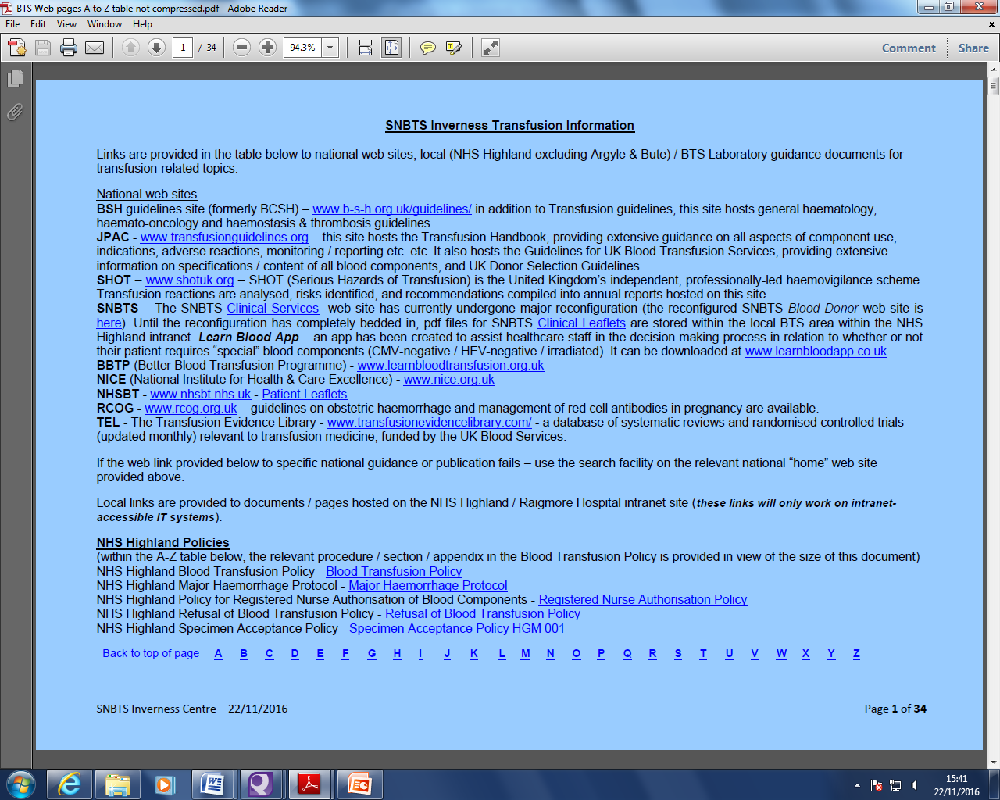 BTS Web pages A to Z table not compressed.pdf - Adobe Reader
File Edit View Window Help
1 / 34 94.3% Comment Share
SNBTS Inverness Transfusion Information
Links are provided in the table below to national web sites, local (NHS Highland excluding Argyle & Bute) / BTS Laboratory guidance documents for
transfusion-related topics.
National web sites
BSH guidelines site (formerly BCSH) – www.b-s-h.org.uk/guidelines/ in addition to Transfusion guidelines, this site hosts general haematology,
haemato-oncology and haemostasis & thrombosis guidelines.
JPAC - www.transfusionguidelines.org – this site hosts the Transfusion Handbook, providing extensive guidance on all aspects of component use,
indications, adverse reactions, monitoring / reporting etc. etc. It also hosts the Guidelines for UK Blood Transfusion Services, providing extensive
information on specifications / content of all blood components, and UK Donor Selection Guidelines.
SHOT – www.shotuk.org – SHOT (Serious Hazards of Transfusion) is the United Kingdom's independent, professionally-led haemovigilance scheme.
Transfusion reactions are analysed, risks identified, and recommendations compiled into annual reports hosted on this site.
SNBTS – The SNBTS Clinical Services web site has currently undergone major reconfiguration (the reconfigured SNBTS Blood Donor web site is
here). Until the reconfiguration has completely bedded in, pdf files for SNBTS Clinical Leaflets are stored within the local BTS area within the NHS
Highland intranet. Learn Blood App – an app has been created to assist healthcare staff in the decision making process in relation to whether or not
their patient requires “special” blood components (CMV-negative / HEV-negative / irradiated). It can be downloaded at www.learnbloodapp.co.uk.
BBTP (Better Blood Transfusion Programme) - www.learnbloodtransfusion.org.uk
NICE (National Institute for Health & Care Excellence) - www.nice.org.uk
NHSBT - www.nhsbt.nhs.uk - Patient Leaflets
RCOG - www.rcog.org.uk – guidelines on obstetric haemorrhage and management of red cell antibodies in pregnancy are available.
TEL - The Transfusion Evidence Library - www.transfusionevidencelibrary.com/ - a database of systematic reviews and randomised controlled trials
(updated monthly) relevant to transfusion medicine, funded by the UK Blood Services.
If the web link provided below to specific national guidance or publication fails – use the search facility on the relevant national “home” web site
provided above.
Local links are provided to documents / pages hosted on the NHS Highland / Raigmore Hospital intranet site (these links will only work on intranet-
accessible IT systems).
NHS Highland Policies
(within the A-Z table below, the relevant procedure / section / appendix in the Blood Transfusion Policy is provided in view of the size of this document)
NHS Highland Blood Transfusion Policy - Blood Transfusion Policy
NHS Highland Major Haemorrhage Protocol - Major Haemorrhage Protocol
NHS Highland Policy for Registered Nurse Authorisation of Blood Components - Registered Nurse Authorisation Policy
NHS Highland Refusal of Blood Transfusion Policy - Refusal of Blood Transfusion Policy
NHS Highland Specimen Acceptance Policy - Specimen Acceptance Policy HGM 001
Back to top of page A B C D E F G H I J K L M N O P Q R S T U V W X Y Z
SNBTS Inverness Centre – 22/11/2016 Page 1 of 34
15:41
22/11/2016